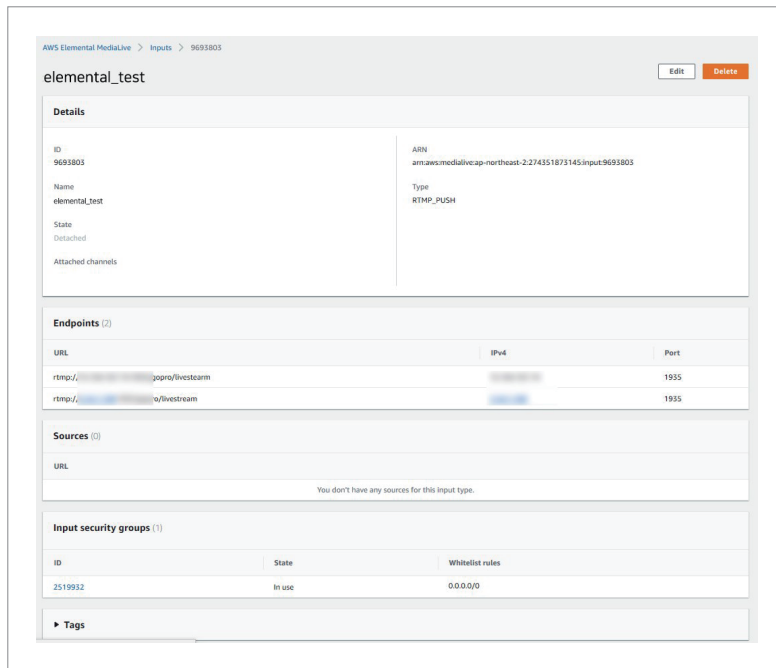 AWS Elemental MediaLive > Inputs > 9693803
elemental_test
Edit
Delete
Details
ID
9693803
Name
elemental_test
State
Detached
Attached channels
ARN
arn:aws:medialive:ap-northeast-2:274351873145:input:9693803
Type
RTMP_PUSH
Endpoints (2)
URL IPv4 Port
rtmp:/ gopro/livestearm 1935
rtmp:/ o/livestream 1935
Sources (0)
URL
You don't have any sources for this input type.
Input security groups (1)
ID State Whitelist rules
2519932 In use 0.0.0.0/0
Tags